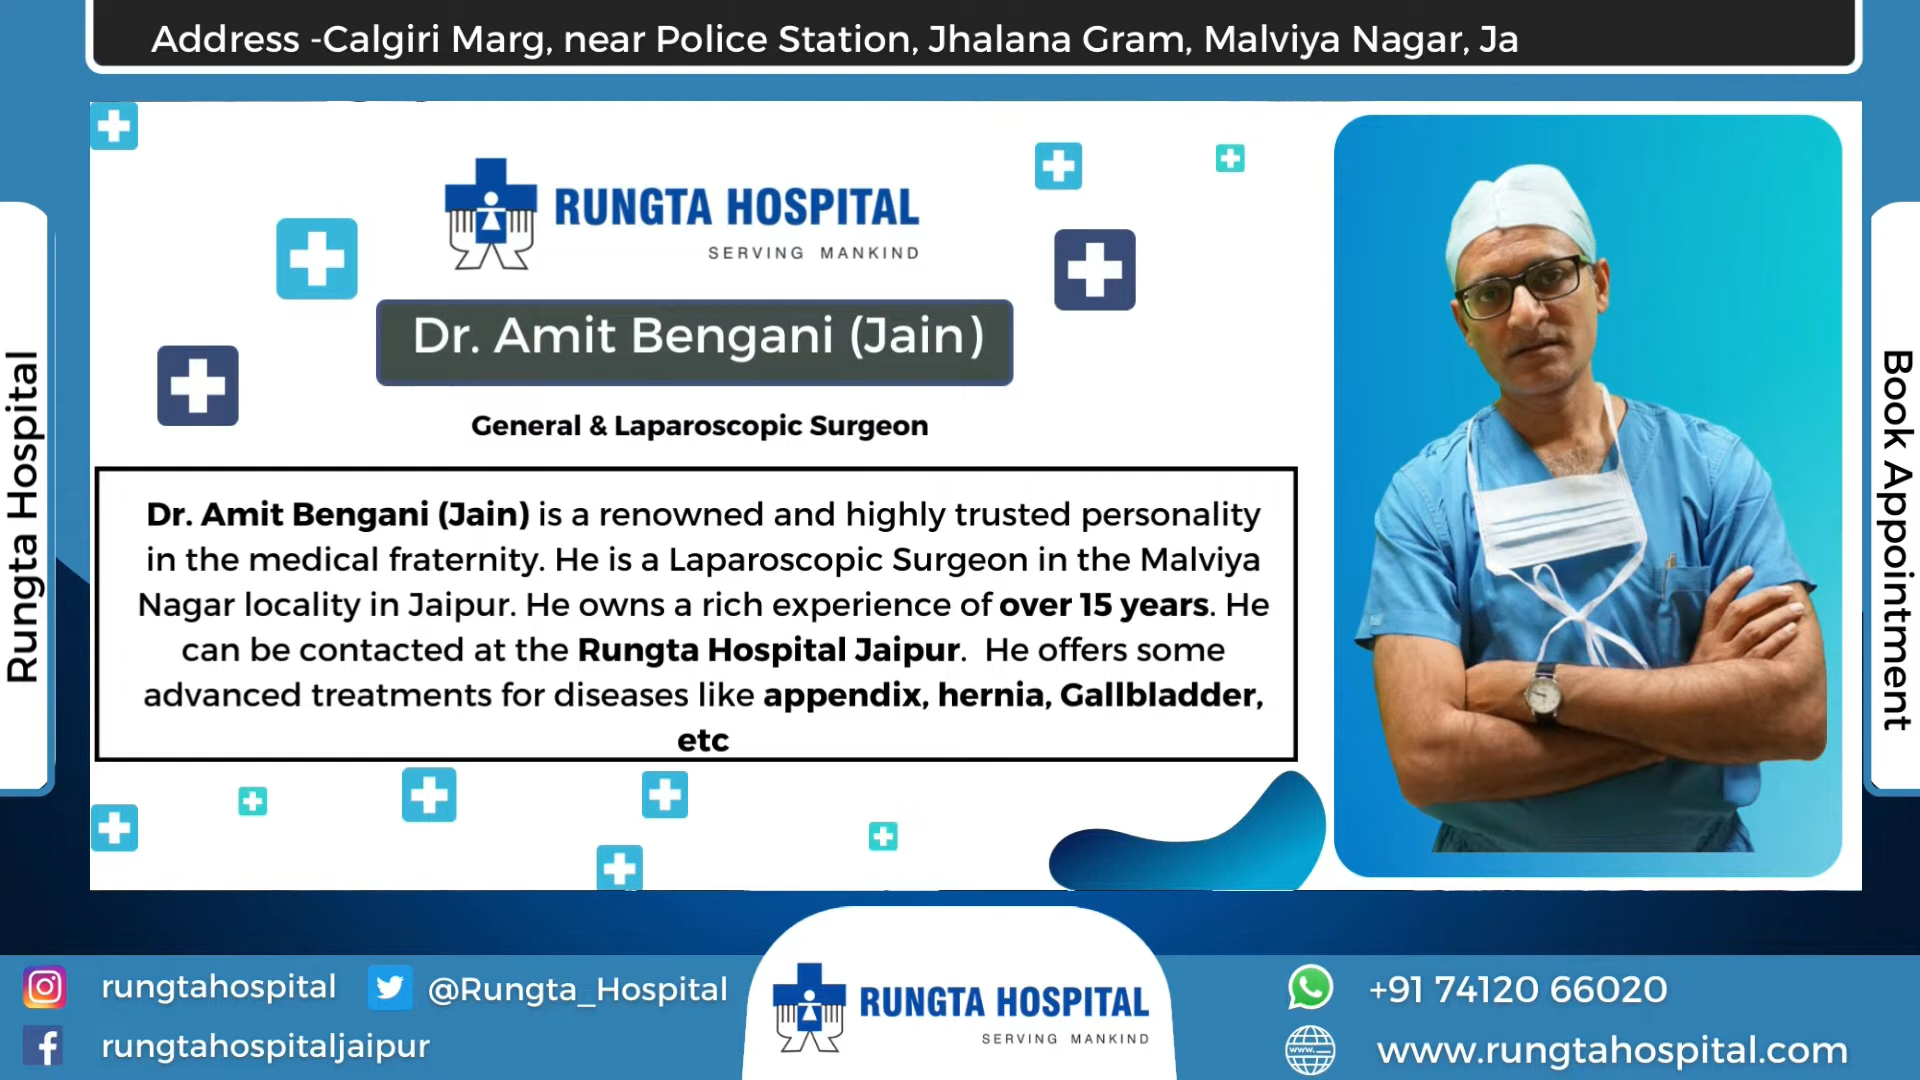 Address -Calgiri Marg, near Police Station, Jhalana Gram, Malviya Nagar, Ja
RUNGTA HOSPITAL
SERVING MANKIND
Dr. Amit Bengani (Jain)
General & Laparoscopic Surgeon
Dr. Amit Bengani (Jain) is a renowned and highly trusted personality
in the medical fraternity. He is a Laparoscopic Surgeon in the Malviya
Nagar locality in Jaipur. He owns a rich experience of over 15 years. He
can be contacted at the Rungta Hospital Jaipur. He offers some
advanced treatments for diseases like appendix, hernia, Gallbladder,
etc
Rungta Hospital
Book Appointment
rungtahospital
@Rungta_Hospital
rungtahospitaljaipur
RUNGTA HOSPITAL
SERVING MANKIND
+91 74120 66020
www.
www.rungtahospital.com